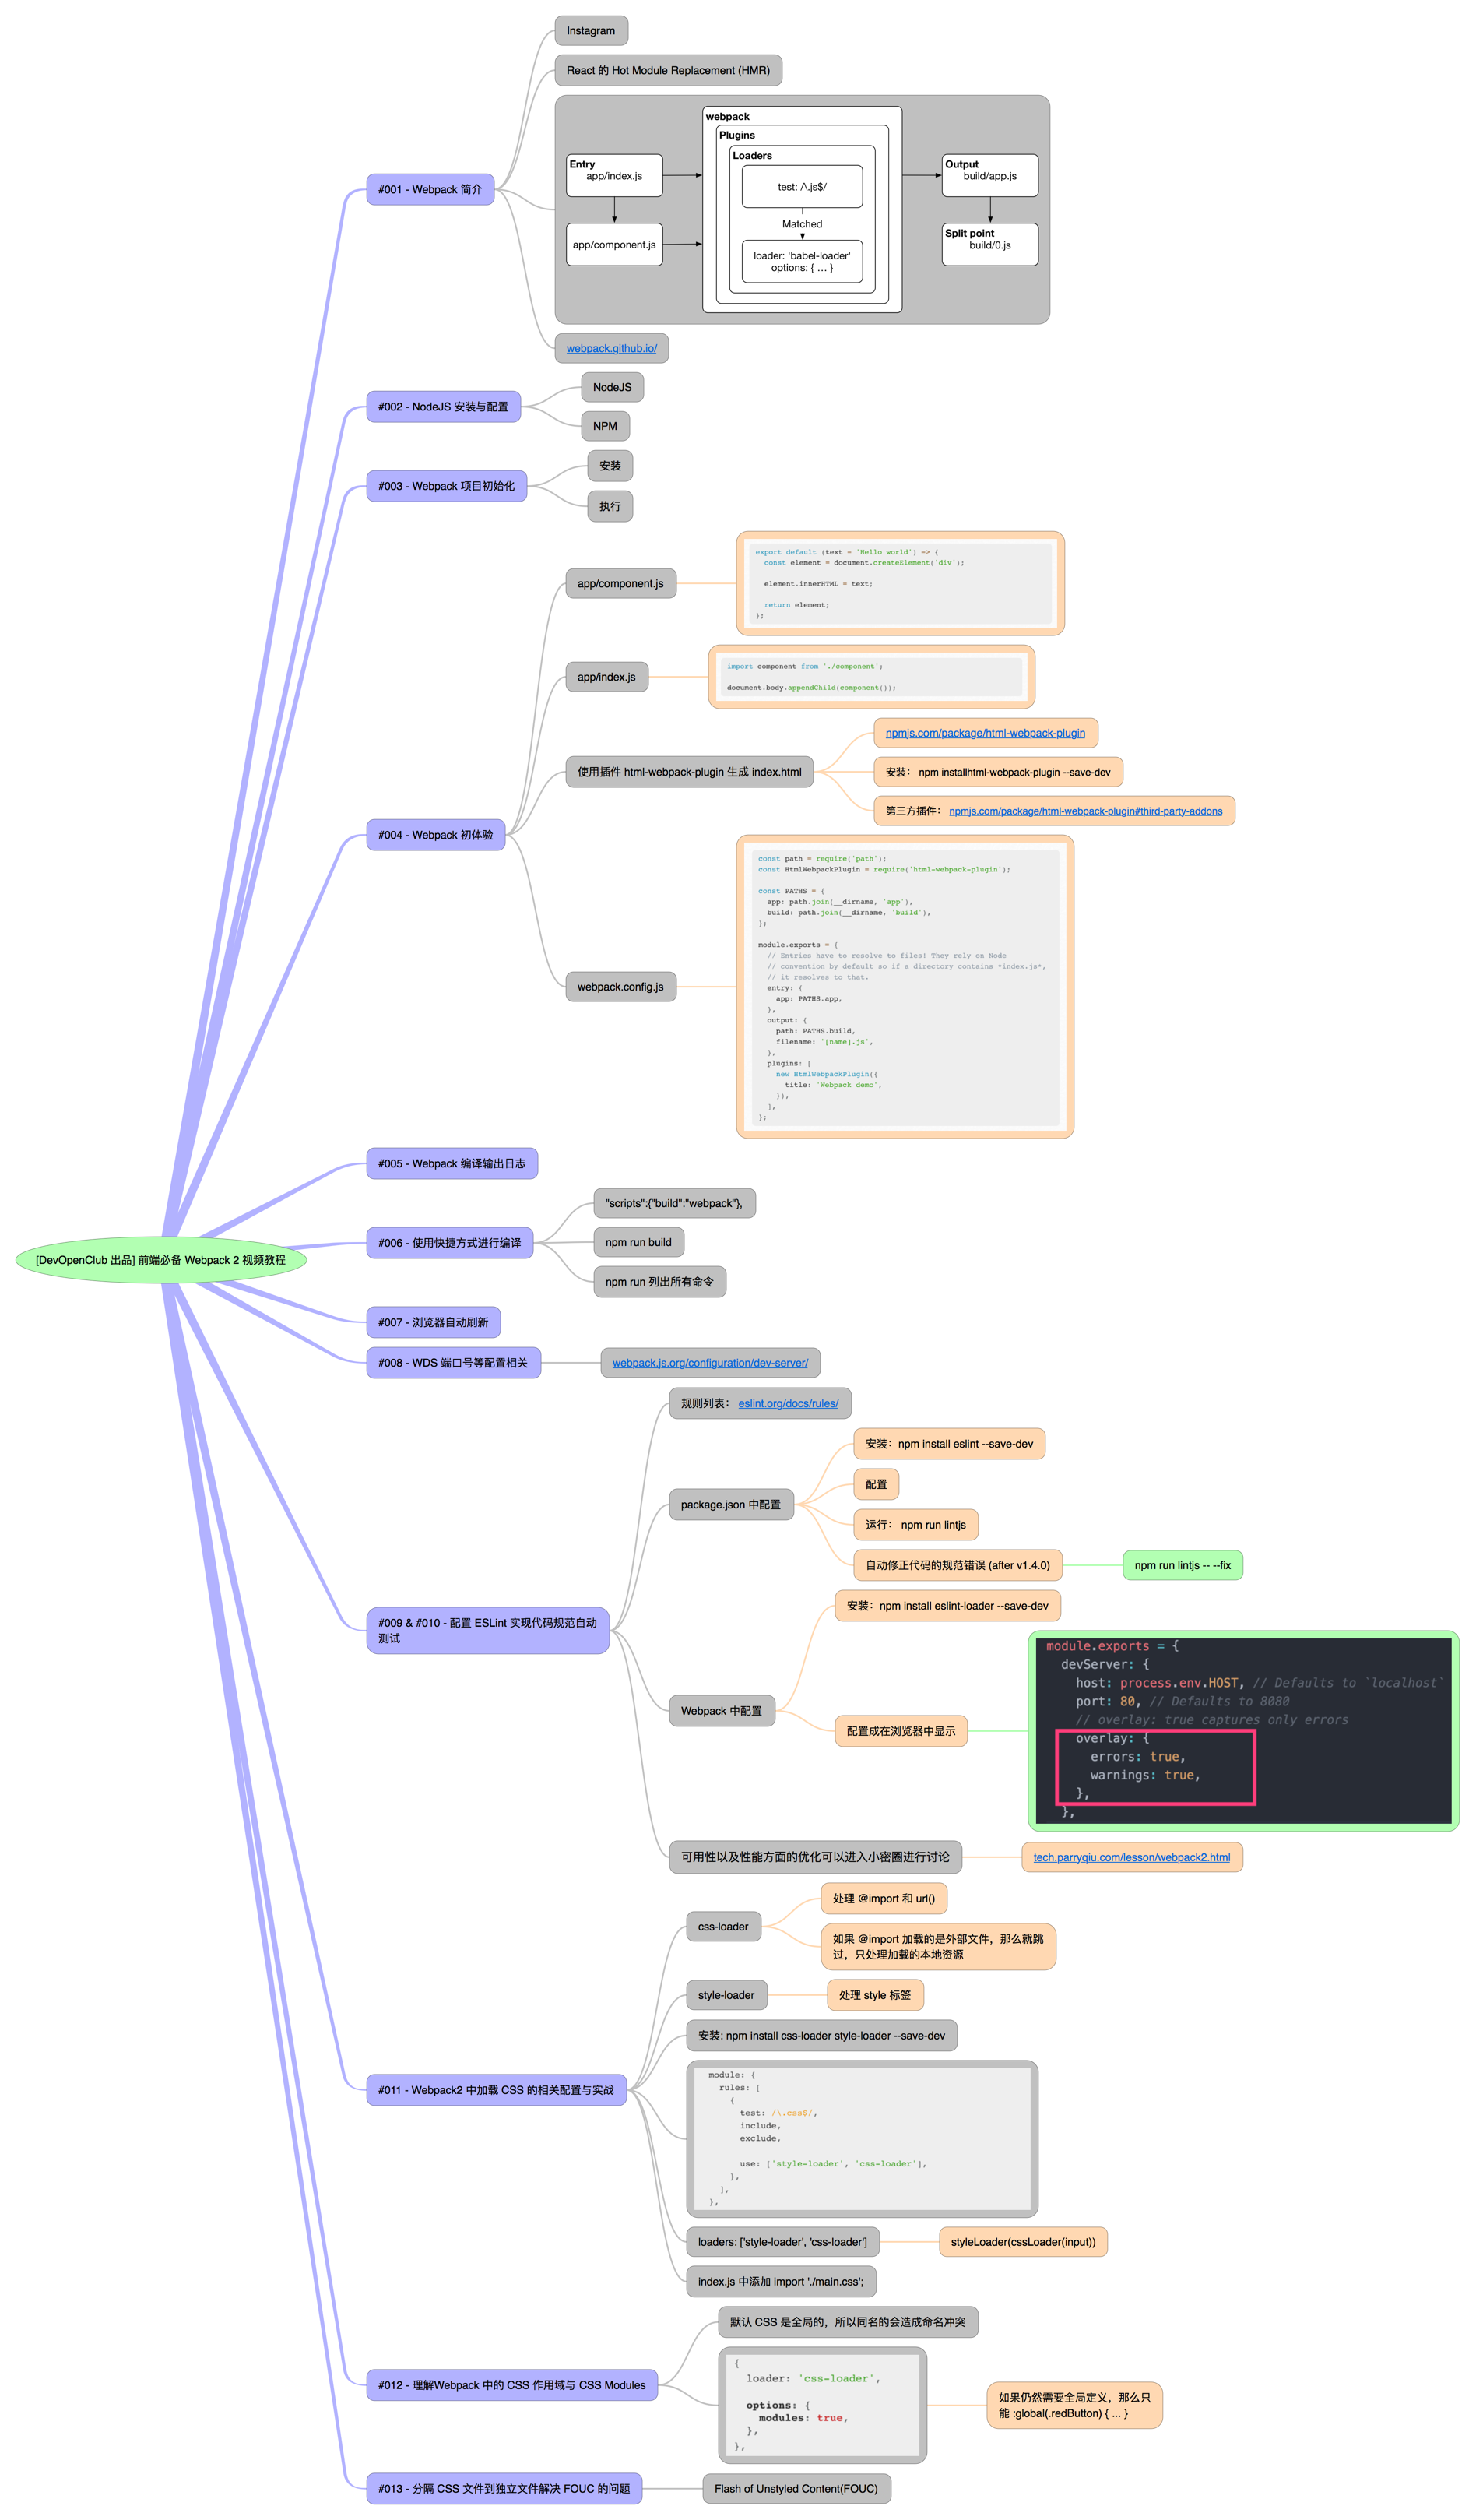 [DevOpenClub 出品] 前端必备 Webpack 2 视频教程
#001 - Webpack 简介
Instagram
React 的 Hot Module Replacement (HMR)
Entry
app/index.js
app/component.js
webpack
Plugins
Loaders
test: /\.js$/
Matched
loader: 'babel-loader'
options: { ... }
Output
build/app.js
Split point
build/0.js
webpack.github.io/
#002 - NodeJS 安装与配置
NodeJS
NPM
#003 - Webpack 项目初始化
安装
执行
#004 - Webpack 初体验
app/component.js
export default (text = 'Hello world') => {
const element = document.createElement('div');
element.innerHTML = text;
return element;
};
app/index.js
import component from './component';
document.body.appendChild(component());
使用插件 html-webpack-plugin 生成 index.html
npmjs.com/package/html-webpack-plugin
安装： npm installhtml-webpack-plugin --save-dev
第三方插件： npmjs.com/package/html-webpack-plugin#third-party-addons
webpack.config.js
const path = require('path');
const HtmlWebpackPlugin = require('html-webpack-plugin');
const PATHS = {
app: path.join(__dirname, 'app'),
build: path.join(__dirname, 'build'),
};
module.exports = {
// Entries have to resolve to files! They rely on Node
// convention by default so if a directory contains *index.js*,
// it resolves to that.
entry: {
app: PATHS.app,
},
output: {
path: PATHS.build,
filename: '[name].js',
},
plugins: [
new HtmlWebpackPlugin({
title: 'Webpack demo',
}),
],
};
#005 - Webpack 编译输出日志
#006 - 使用快捷方式进行编译
"scripts":{"build":"webpack"},
npm run build
npm run 列出所有命令
#007 - 浏览器自动刷新
#008 - WDS 端口号等配置相关
webpack.js.org/configuration/dev-server/
#009 & #010 - 配置 ESLint 实现代码规范自动
测试
规则列表： eslint.org/docs/rules/
package.json 中配置
安装：npm install eslint --save-dev
配置
运行： npm run lintjs
自动修正代码的规范错误 (after v1.4.0)
npm run lintjs -- --fix
Webpack 中配置
安装：npm install eslint-loader --save-dev
配置成在浏览器中显示
module.exports = {
devServer: {
host: process.env.HOST, // Defaults to `localhost`
port: 80, // Defaults to 8080
// overlay: true captures only errors
overlay: {
errors: true,
warnings: true,
},
},
可用性以及性能方面的优化可以进入小密圈进行讨论
tech.parryqiu.com/lesson/webpack2.html
#011 - Webpack2 中加载 CSS 的相关配置与实战
css-loader
处理 @import 和 url()
如果 @import 加载的是外部文件，那么就跳
过，只处理加载的本地资源
style-loader
处理 style 标签
安装: npm install css-loader style-loader --save-dev
module: {
rules: [
{
test: /\.css$/,
include,
exclude,
use: ['style-loader', 'css-loader'],
},
],
},
loaders: ['style-loader', 'css-loader']
styleLoader(cssLoader(input))
index.js 中添加 import './main.css';
#012 - 理解Webpack 中的 CSS 作用域与 CSS Modules
默认 CSS 是全局的，所以同名的会造成命名冲突
{
loader: 'css-loader',
options: {
modules: true,
},
},
如果仍然需要全局定义，那么只
能 :global(.redButton) { ... }
#013 - 分隔 CSS 文件到独立文件解决 FOUC 的问题
Flash of Unstyled Content(FOUC)